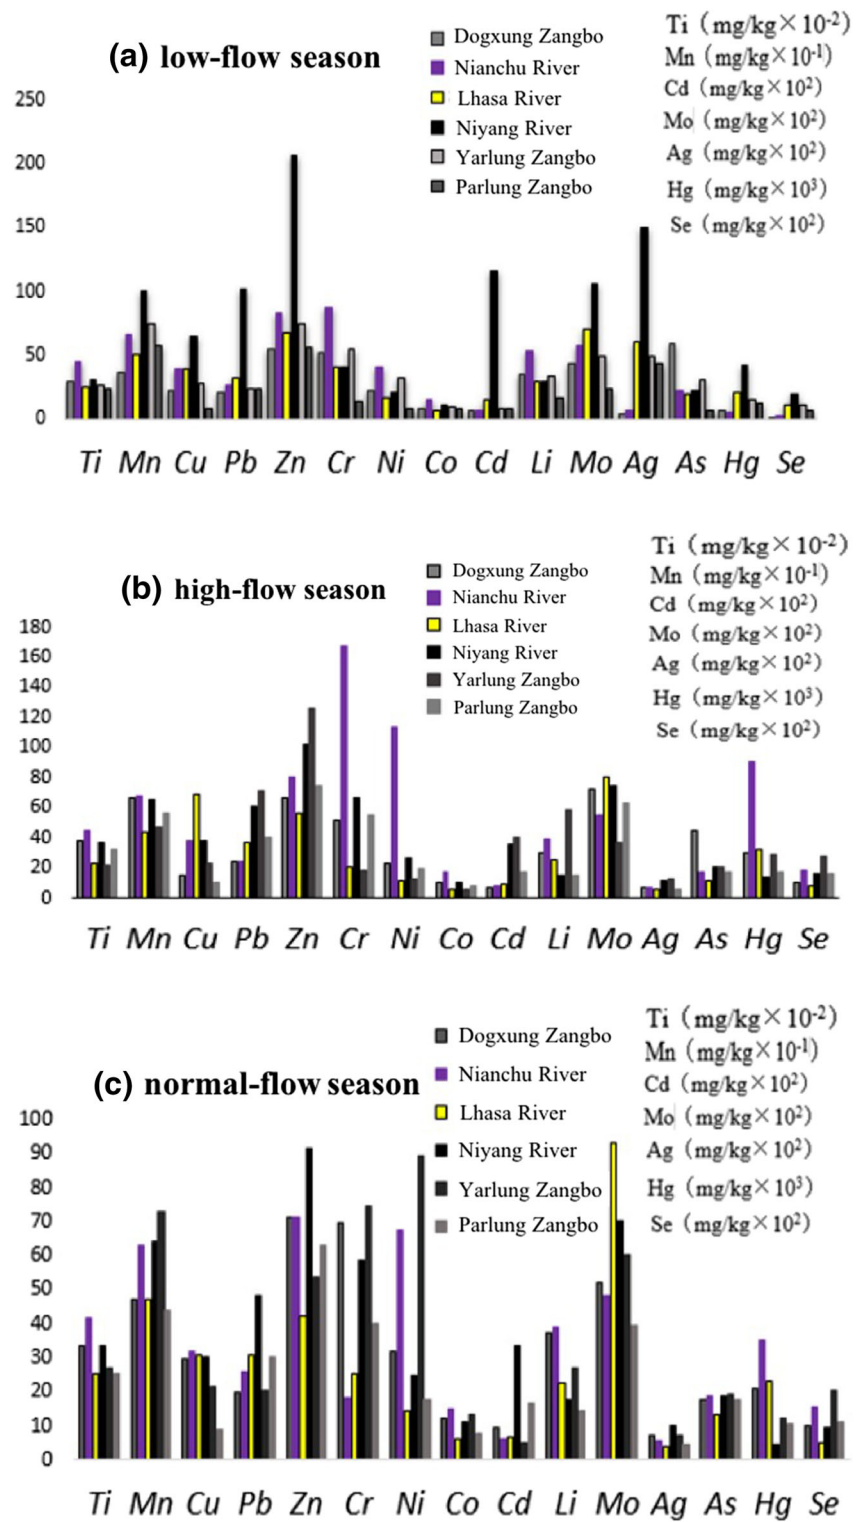 (a) low-flow season
Dogxung Zangbo
Nianchu River
Lhasa River
Niyang River
Yarlung Zangbo
Parlung Zangbo
Ti (mg/kg×10-2)
Mn (mg/kg×10-1)
Cd (mg/kg×102)
Mo (mg/kg×102)
Ag (mg/kg×102)
Hg (mg/kg×103)
Se (mg/kg×102)
250
200
150
100
50
0
Ti Mn Cu Pb Zn Cr Ni Co Cd Li Mo Ag As Hg Se
(b) high-flow season
Dogxung Zangbo
Nianchu River
Lhasa River
Niyang River
Yarlung Zangbo
Parlung Zangbo
Ti (mg/kg×10-2)
Mn (mg/kg×10-1)
Cd (mg/kg×102)
Mo (mg/kg×102)
Ag (mg/kg×102)
Hg (mg/kg×103)
Se (mg/kg×102)
180
160
140
120
100
80
60
40
20
0
Ti Mn Cu Pb Zn Cr Ni Co Cd Li Mo Ag As Hg Se
(c) normal-flow season
Dogxung Zangbo
Nianchu River
Lhasa River
Niyang River
Yarlung Zangbo
Parlung Zangbo
Ti (mg/kg×10-2)
Mn (mg/kg×10-1)
Cd (mg/kg×102)
Mo (mg/kg×102)
Ag (mg/kg×102)
Hg (mg/kg×103)
Se (mg/kg×102)
100
90
80
70
60
50
40
30
20
10
0
Ti Mn Cu Pb Zn Cr Ni Co Cd Li Mo Ag As Hg Se